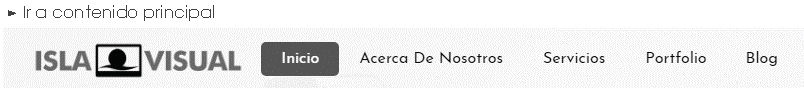 ► Ir a contenido principal
ISLA VISUAL Inicio Acerca De Nosotros Servicios Portfolio Blog